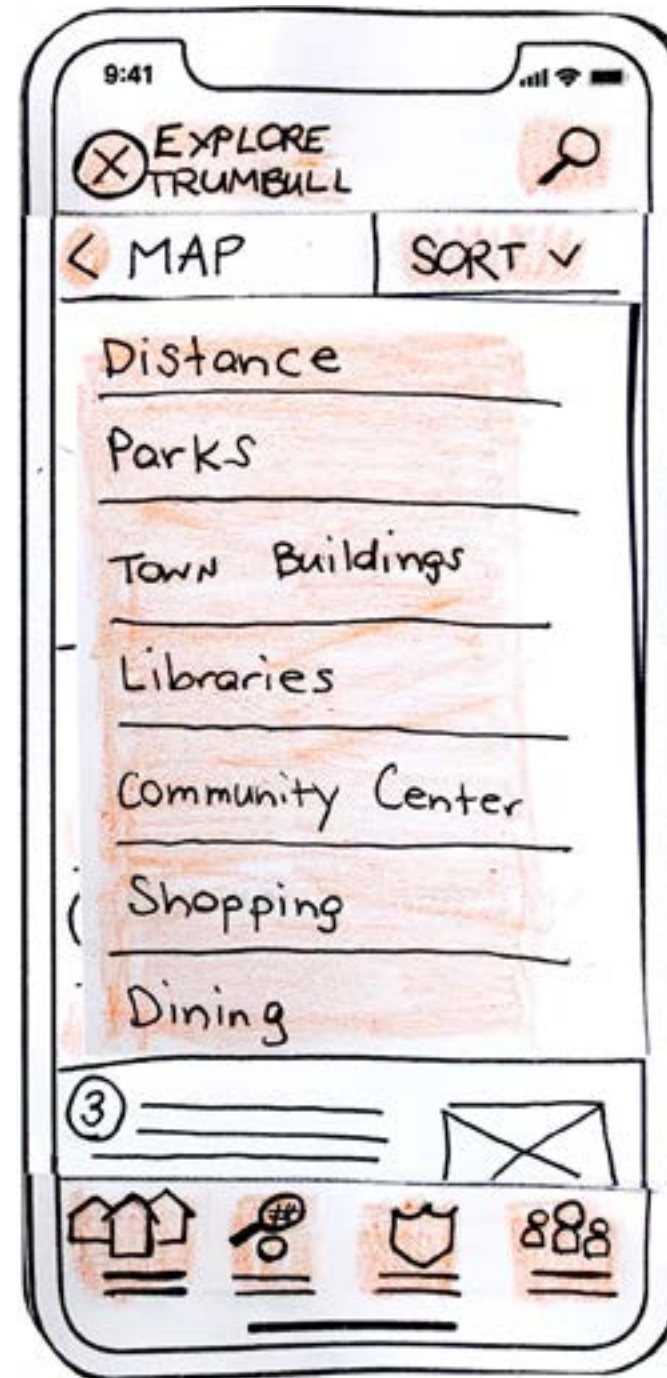 9:41
EXPLORE
TRUMBULL
< MAP
SORT
Distance
Parks
Town Buildings
Libraries
Community Center
Shopping
Dining
3
##